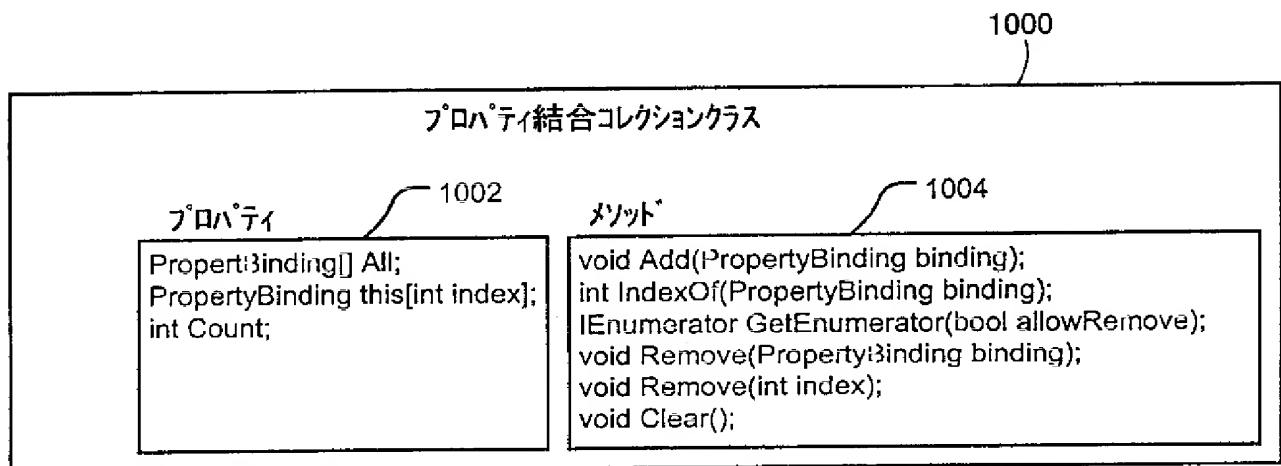 1000
プロパティ結合コレクションクラス
1002
プロパティ
PropertBinding[] All;
PropertyBinding this[int index];
int Count;
1004
メソッド
void Add(PropertyBinding binding);
int IndexOf(PropertyBinding binding);
IEnumerator GetEnumerator(bool allowRemove);
void Remove(PropertyBinding binding);
void Remove(int index);
void Clear();